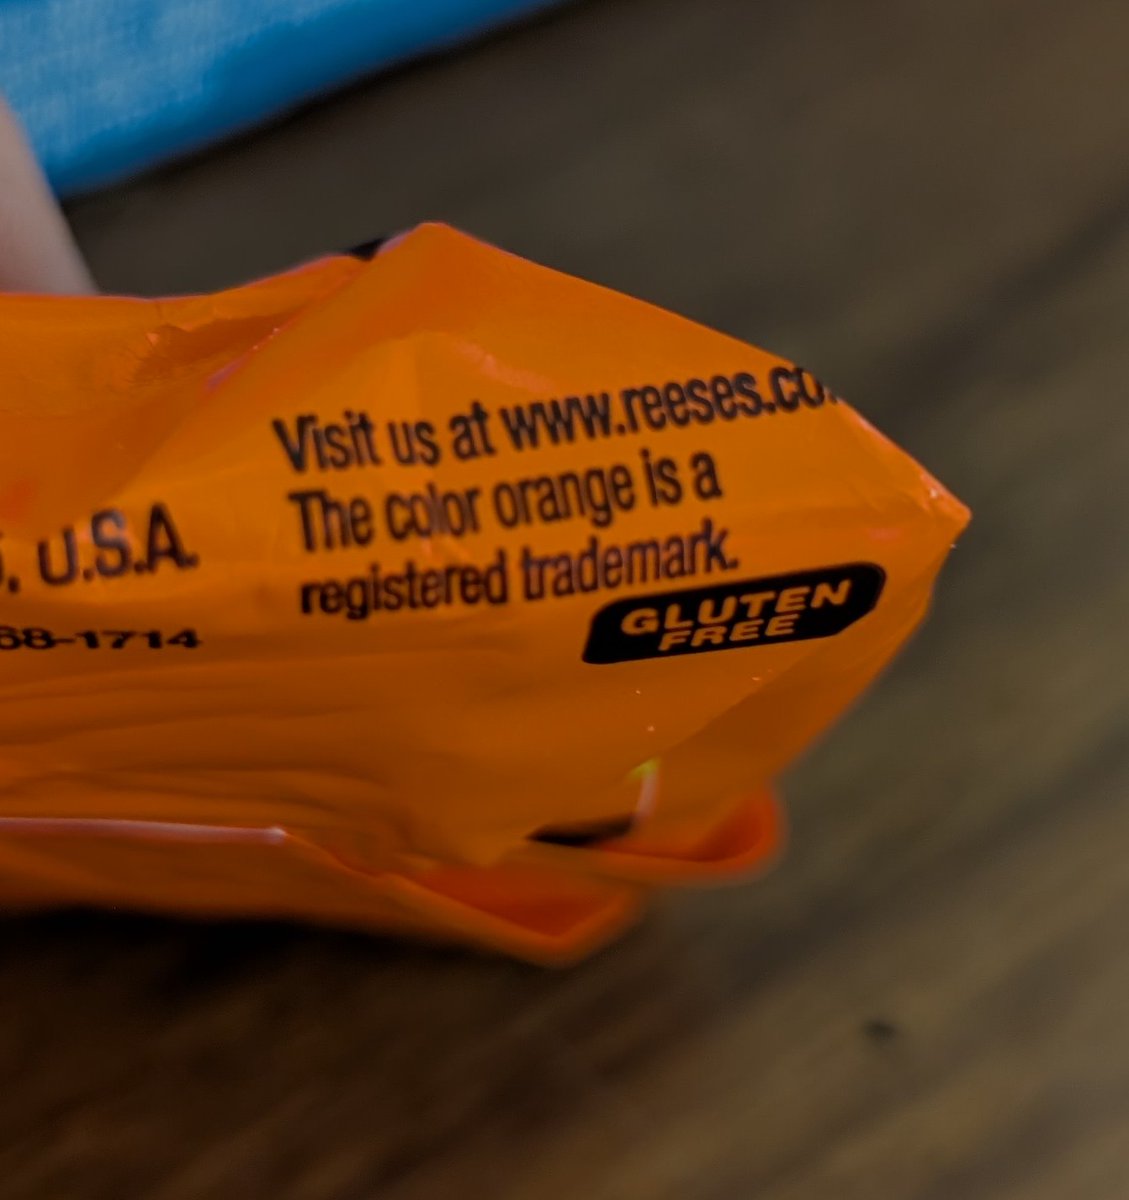 Visit us at www.reeses.co
The color orange is a
registered trademark.
U.S.A.
68-1714
GLUTEN
FREE